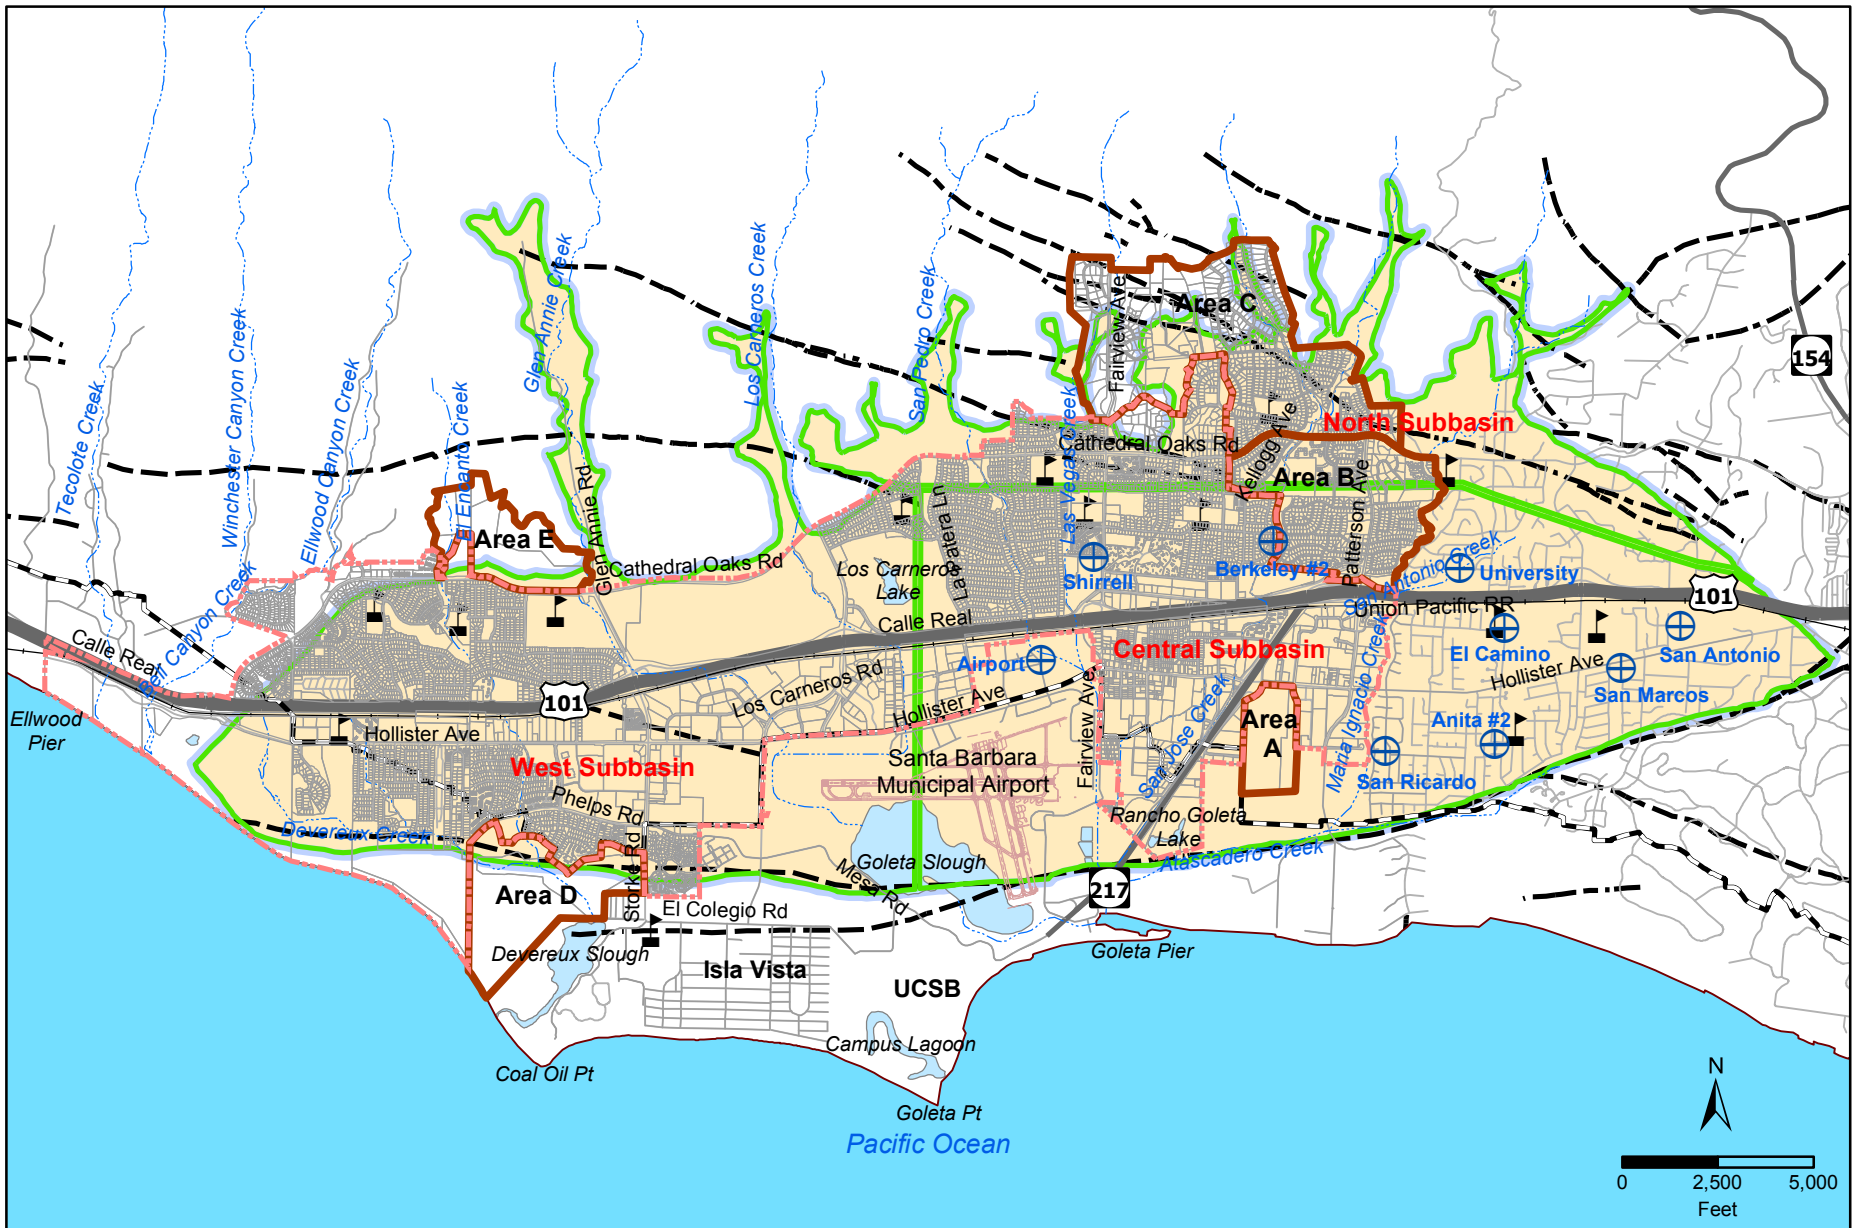 Tecolote Creek
Winchester Canyon Creek
Ellwood Canyon Creek
El Encanto Creek
Glen Annie Creek
Los Carneros Creek
San Pedro Creek
Las Vegas Creek
Fairview Ave
Area C
154
North Subbasin
Cathedral Oaks Rd
Kellogg Ave
Area B
Patterson Ave
Area E
Glen Annie Rd
Cathedral Oaks Rd
La Patera Ln
Los Carneros
Lake
Shirrell
Berkeley #2
San Antonio Creek
University
Union Pacific RR
101
Calle Real
Bell Canyon Creek
Calle Real
Airport
Central Subbasin
El Camino
Hollister Ave
San Antonio
San Marcos
101
Los Carneros Rd
Hollister Ave
Fairview Ave
San Jose Creek
Area
A
Maria Ignacio Creek
Anita #2
San Ricardo
Ellwood
Pier
Hollister Ave
West Subbasin
Santa Barbara
Municipal Airport
Phelps Rd
Devereux Creek
Rancho Goleta
Lake
Atascadero Creek
Goleta Slough
Mesa Rd
217
Area D
Storke Rd
El Colegio Rd
Devereux Slough
Isla Vista
UCSB
Goleta Pier
Campus Lagoon
Coal Oil Pt
Goleta Pt
Pacific Ocean
N
0 2,500 5,000
Feet